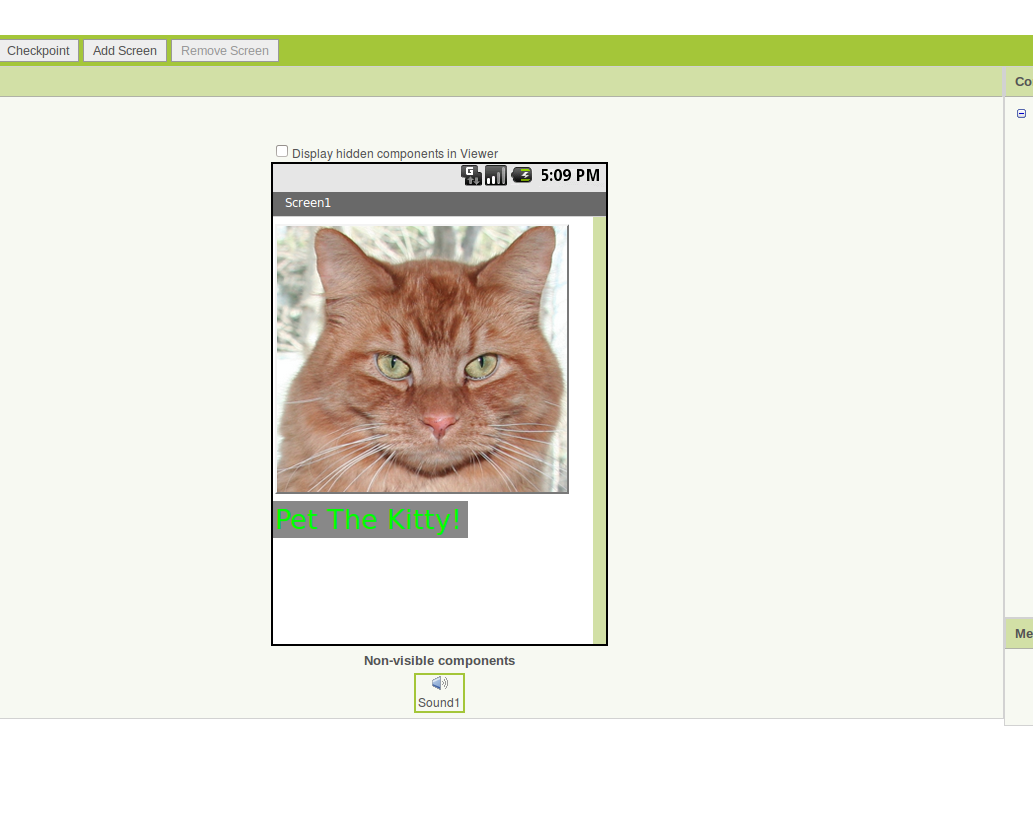 Checkpoint Add Screen Remove Screen
Co
Display hidden components in Viewer
G 5:09 PM
Screen1
Pet The Kitty!
Me
Non-visible components
Sound1